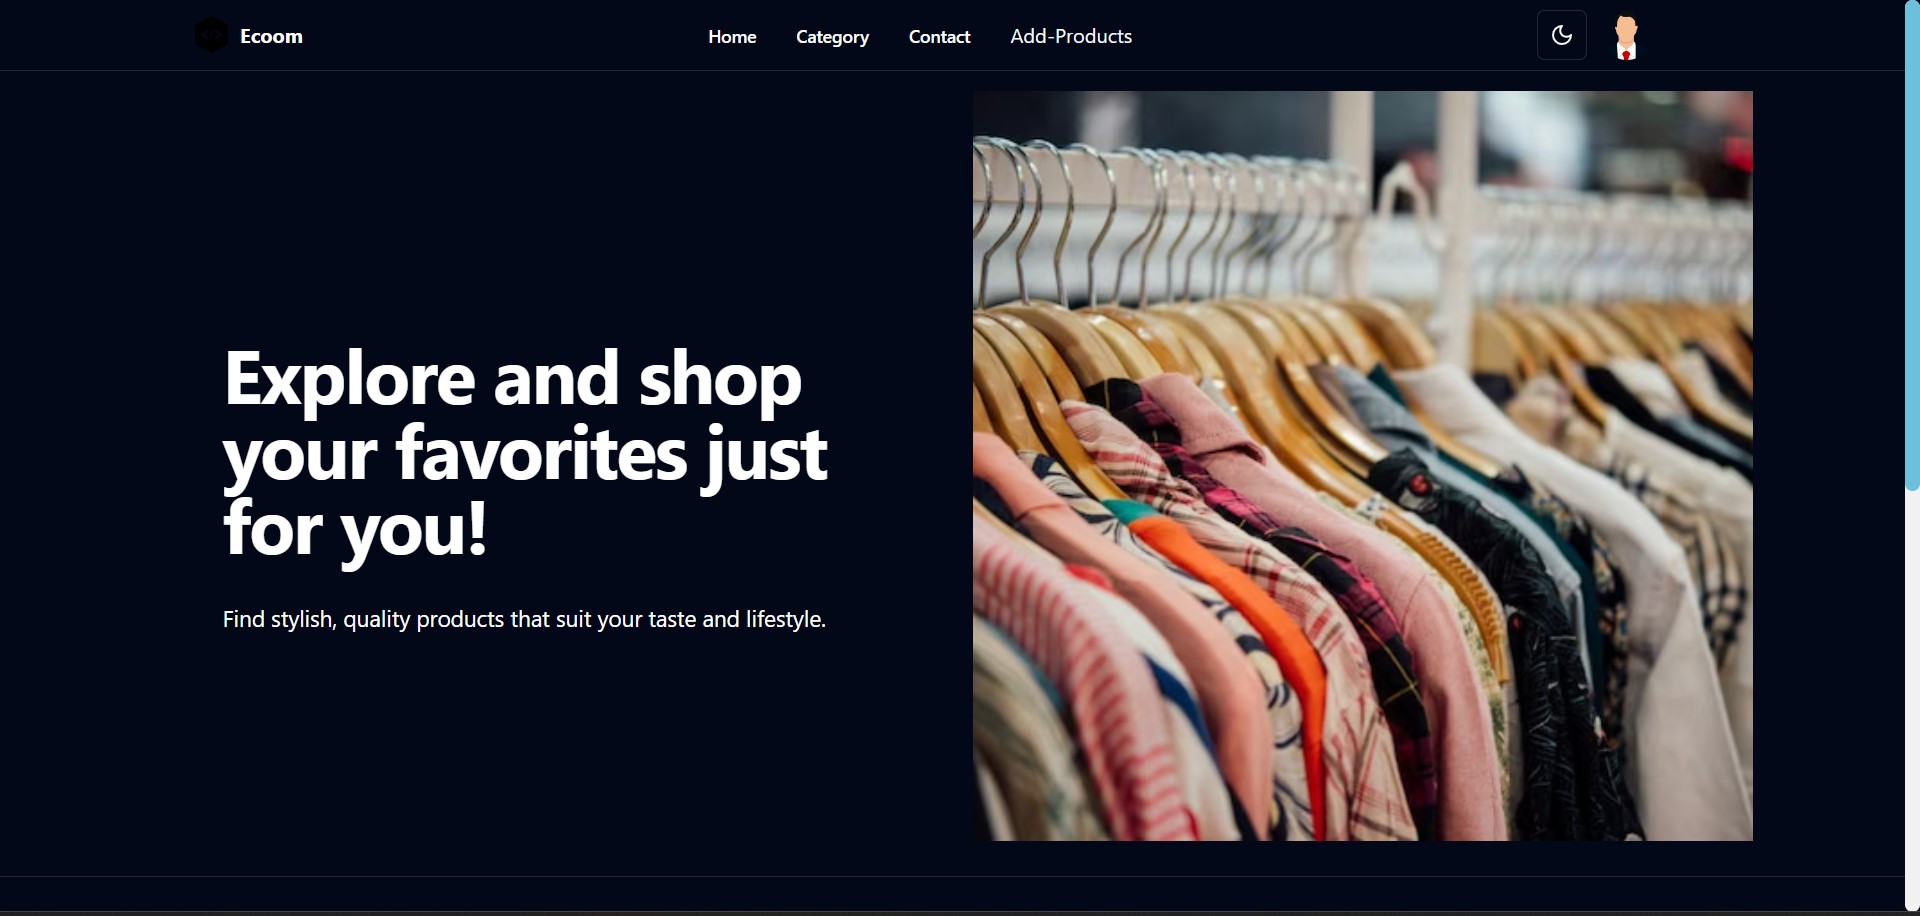 Ecoom
Home Category Contact Add-Products
Explore and shop
your favorites just
for you!
Find stylish, quality products that suit your taste and lifestyle.